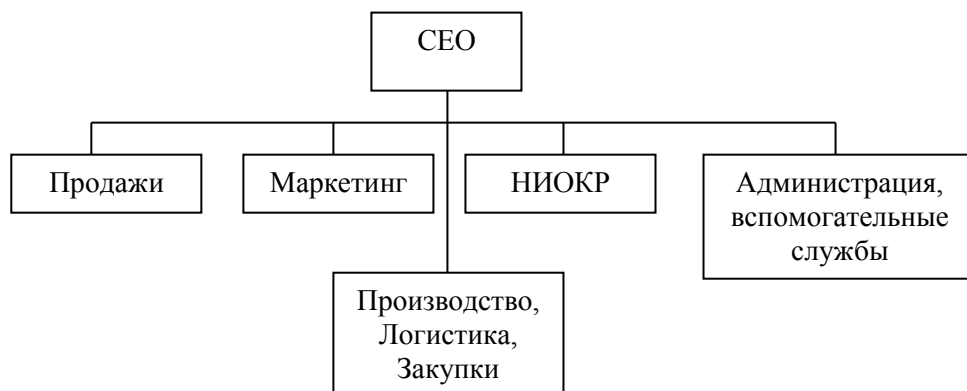 CEO
Продажи
Маркетинг
НИОКР
Администрация,
вспомогательные
службы
Производство,
Логистика,
Закупки